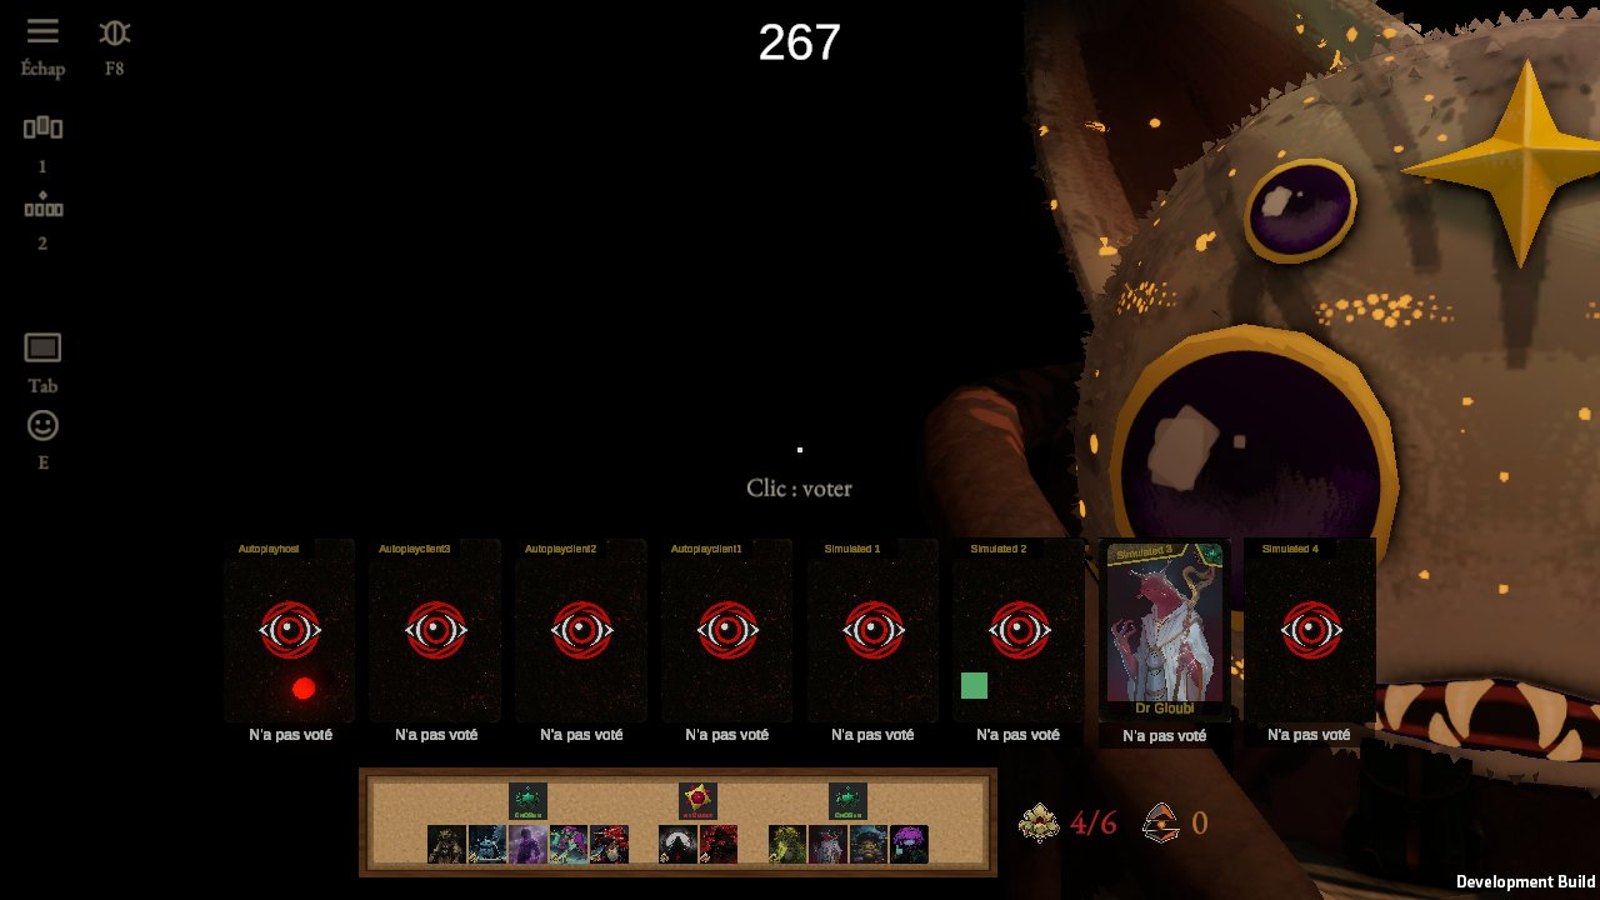 267
Échap
F8
1
2
Tab
E
Clic : voter
Autoplayhost
Autoplayclient3
Autoplayclient2
Autoplayclient1
Simulated 1
Simulated 2
Simulated 3
Simulated 4
Dr Gloubi
N'a pas voté
N'a pas voté
N'a pas voté
N'a pas voté
N'a pas voté
N'a pas voté
N'a pas voté
N'a pas voté
4/6
0
Development Build